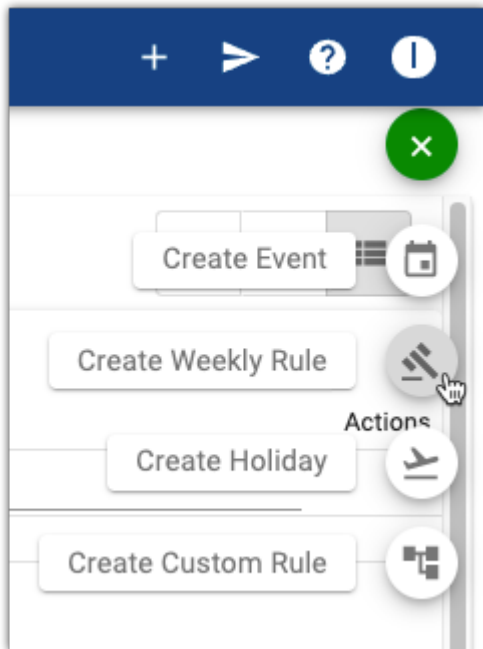 Create Event
Create Weekly Rule
Actions
Create Holiday
Create Custom Rule